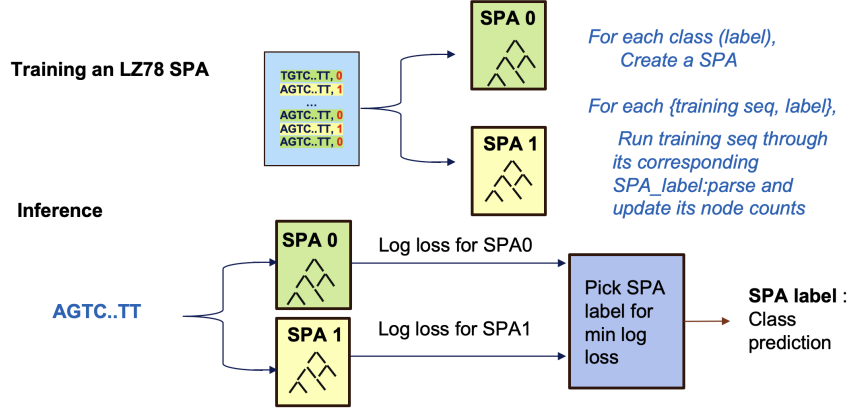 Training an LZ78 SPA
TGTC..TT, 0
AGTC..TT, 1
...
AGTC..TT, 0
AGTC..TT, 1
AGTC..TT, 0
SPA 0
SPA 1
For each class (label),
Create a SPA
For each {training seq, label},
Run training seq through
its corresponding
SPA_label:parse and
update its node counts
Inference
AGTC..TT
SPA 0
SPA 1
Log loss for SPA0
Log loss for SPA1
Pick SPA
label for
min log
loss
SPA label :
Class
prediction